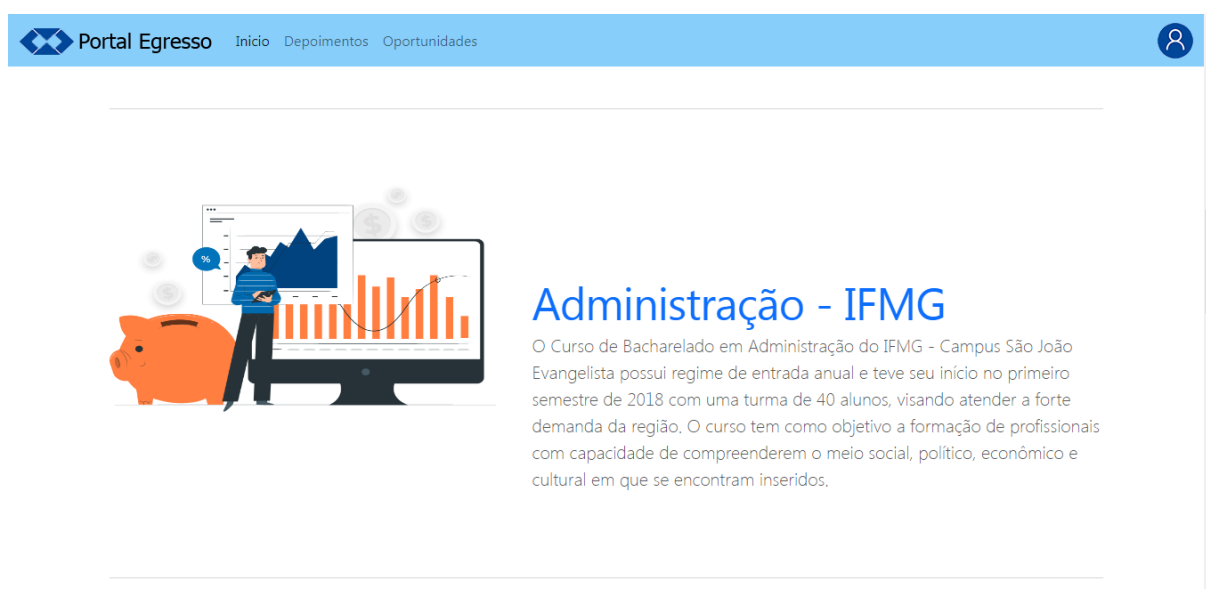 Portal Egresso Inicio Depoimentos Oportunidades
%
$
$
$
$
$
Administração - IFMG
O Curso de Bacharelado em Administração do IFMG - Campus São João
Evangelista possui regime de entrada anual e teve seu início no primeiro
semestre de 2018 com uma turma de 40 alunos, visando atender a forte
demanda da região. O curso tem como objetivo a formação de profissionais
com capacidade de compreenderem o meio social, político, econômico e
cultural em que se encontram inseridos.